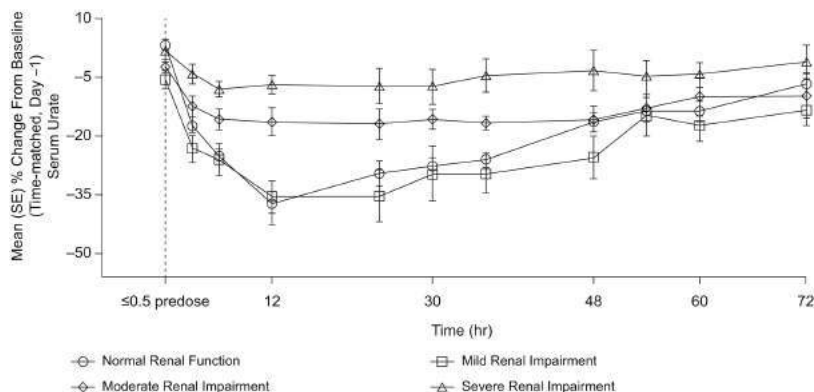 Mean (SE) % Change From Baseline
(Time-matched, Day –1)
Serum Urate
10
–5
–20
–35
–50
≤0.5 predose
12
30
48
60
72
Time (hr)
Normal Renal Function
Mild Renal Impairment
Moderate Renal Impairment
Severe Renal Impairment